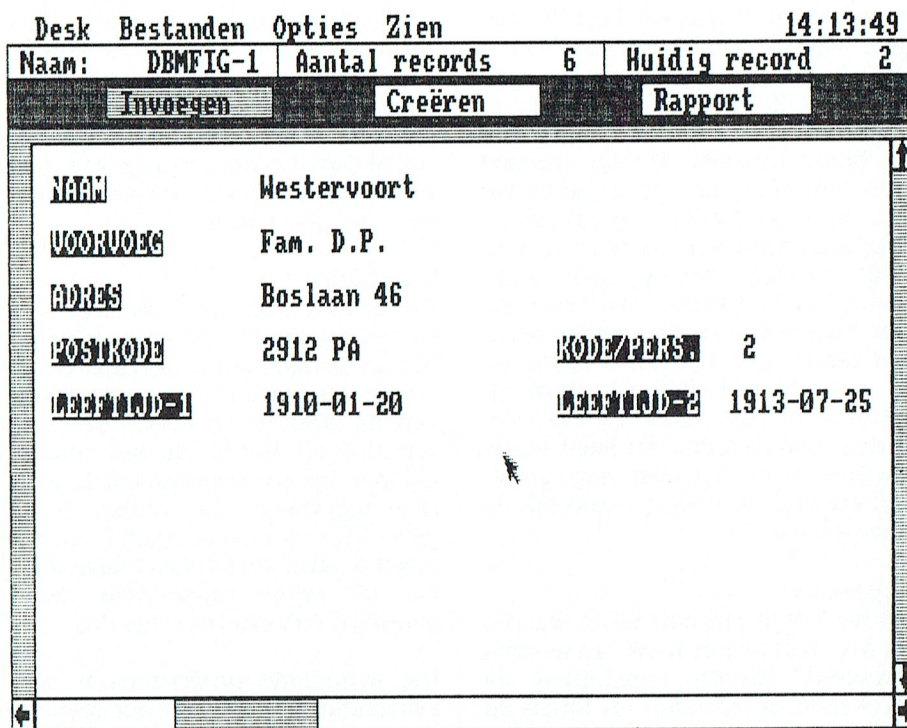 Desk Bestanden Opties Zien 14:13:49
Naam: DBMFIG-1 Aantal records 6 Huidig record 2
Invoegen Creëren Rapport
NAAM Westervoort
VOORVOEG Fam. D.P.
ADRES Boslaan 46
POSTKODE 2912 PA KODE/PERS. 2
LEEFTIJD-1 1910-01-20 LEEFTIJD-2 1913-07-25